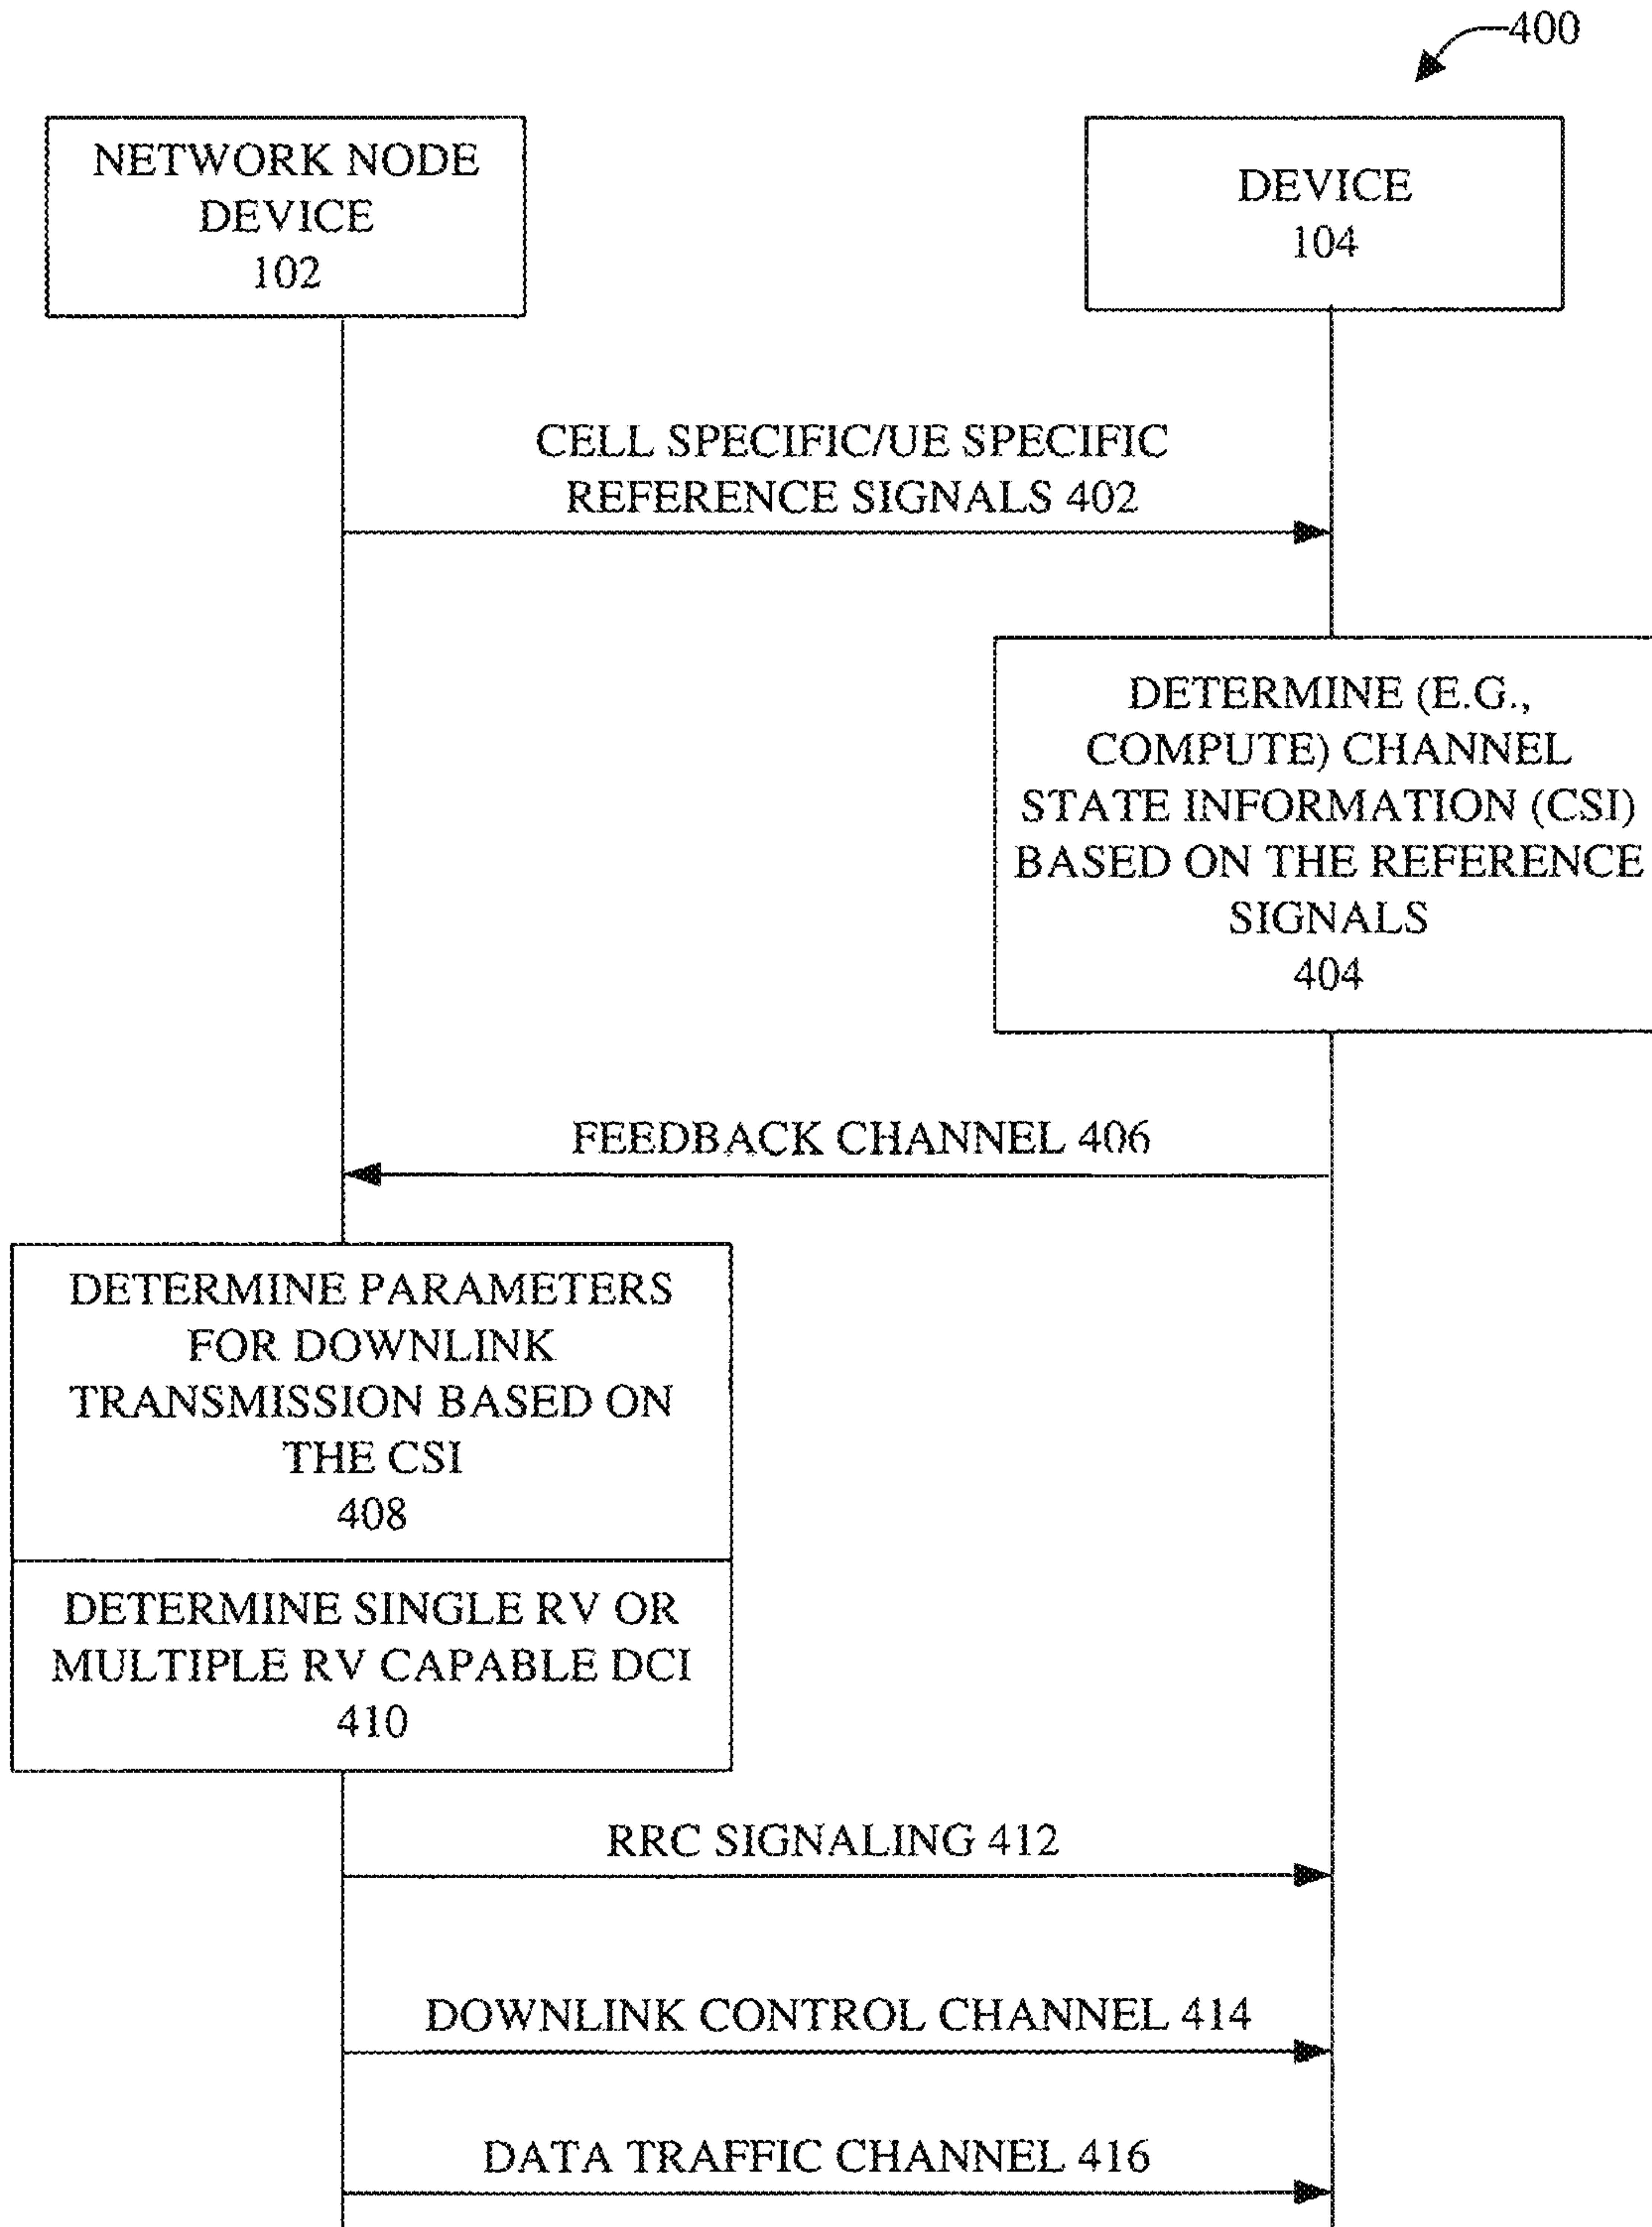 400
NETWORK NODE
DEVICE
102
DEVICE
104
CELL SPECIFIC/UE SPECIFIC
REFERENCE SIGNALS 402
DETERMINE (E.G.,
COMPUTE) CHANNEL
STATE INFORMATION (CSI)
BASED ON THE REFERENCE
SIGNALS
404
FEEDBACK CHANNEL 406
DETERMINE PARAMETERS
FOR DOWNLINK
TRANSMISSION BASED ON
THE CSI
408
DETERMINE SINGLE RV OR
MULTIPLE RV CAPABLE DCI
410
RRC SIGNALING 412
DOWNLINK CONTROL CHANNEL 414
DATA TRAFFIC CHANNEL 416